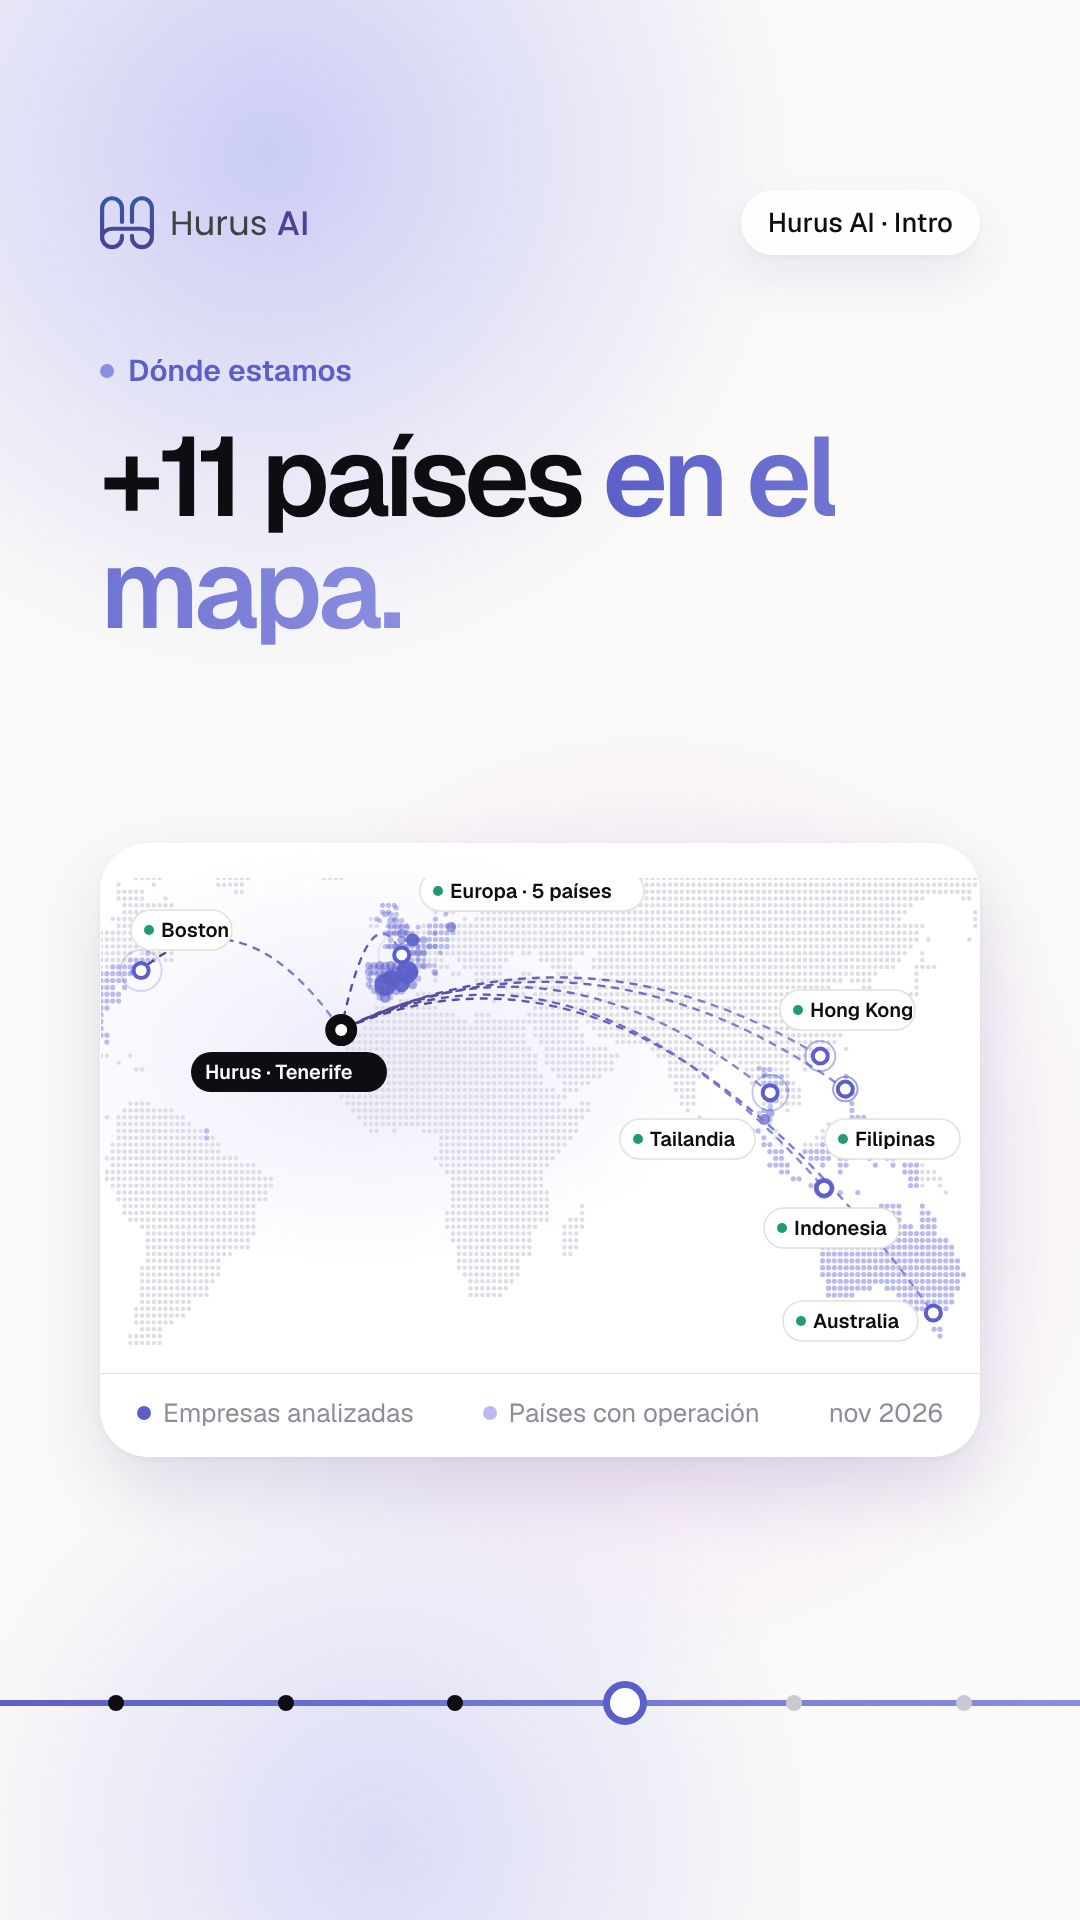 Hurus AI
Hurus AI · Intro
Dónde estamos
+11 países en el
mapa.
Europa · 5 países
Boston
Hong Kong
Hurus · Tenerife
Tailandia
Filipinas
Indonesia
Australia
Empresas analizadas
Países con operación
nov 2026